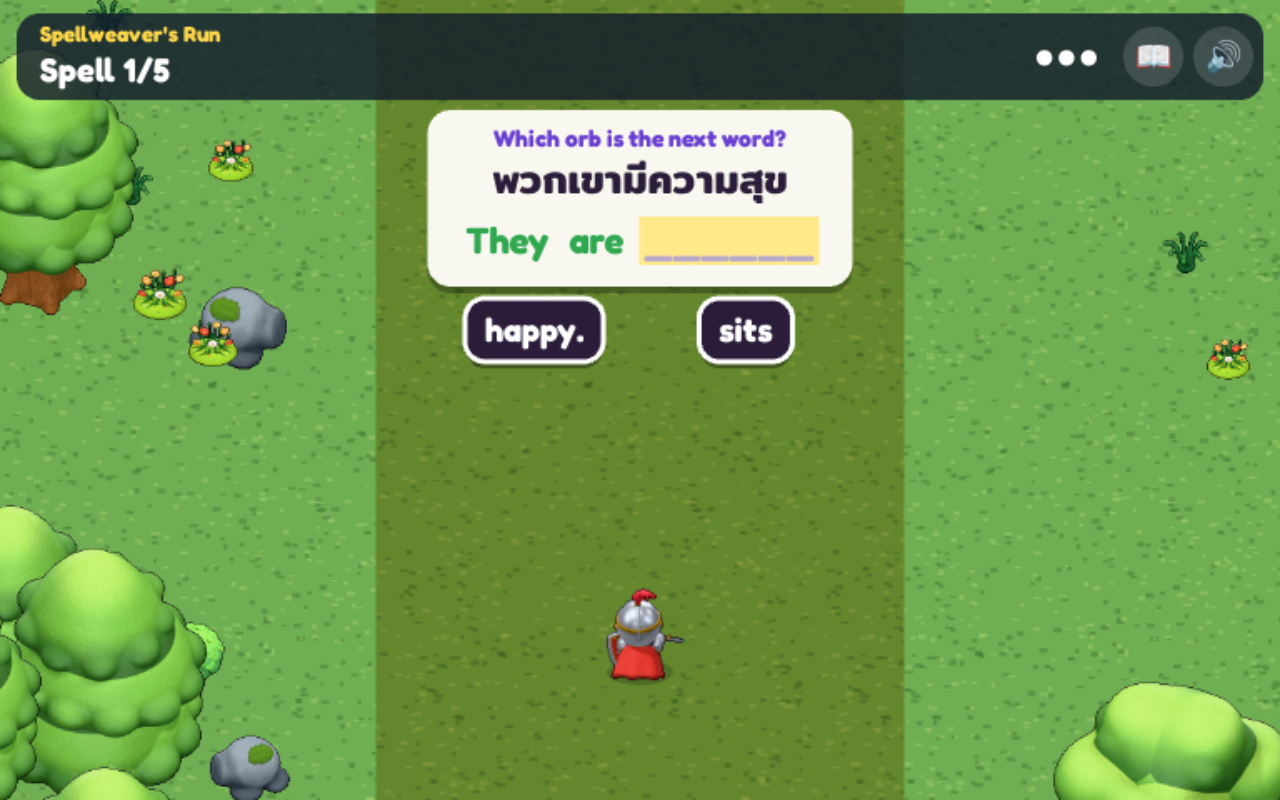 Spellweaver's Run
Spell 1/5
Which orb is the next word?
พวกเขามีความสุข
They are _______
happy.
sits